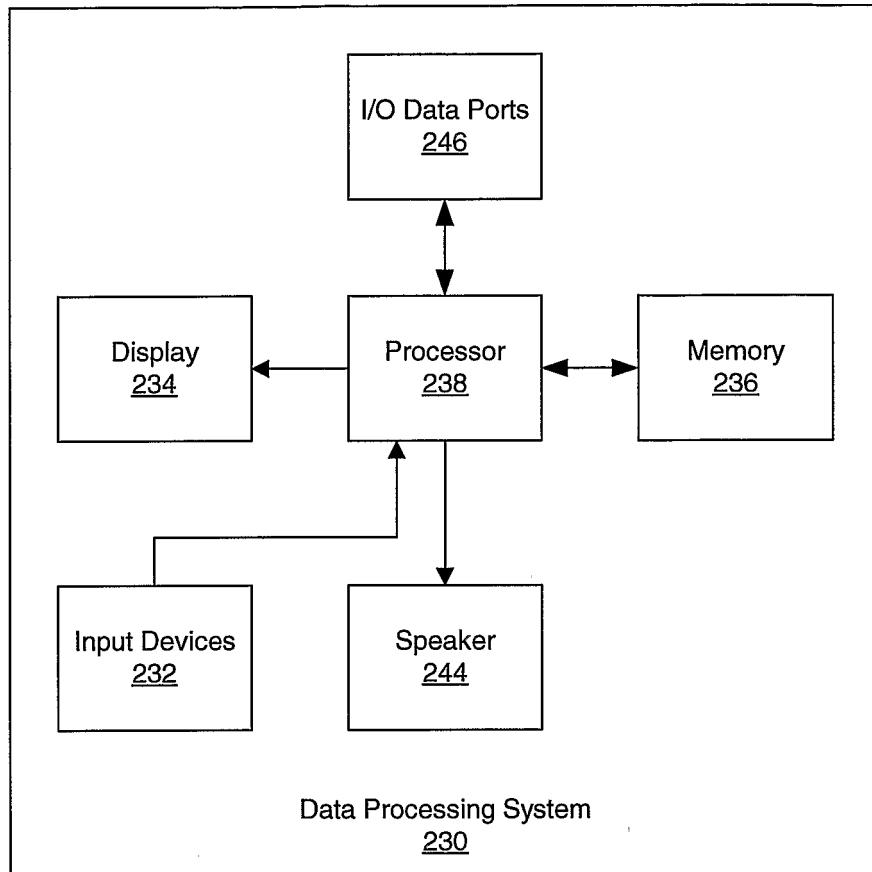 I/O Data Ports
246
Display
234
Processor
238
Memory
236
Input Devices
232
Speaker
244
Data Processing System
230